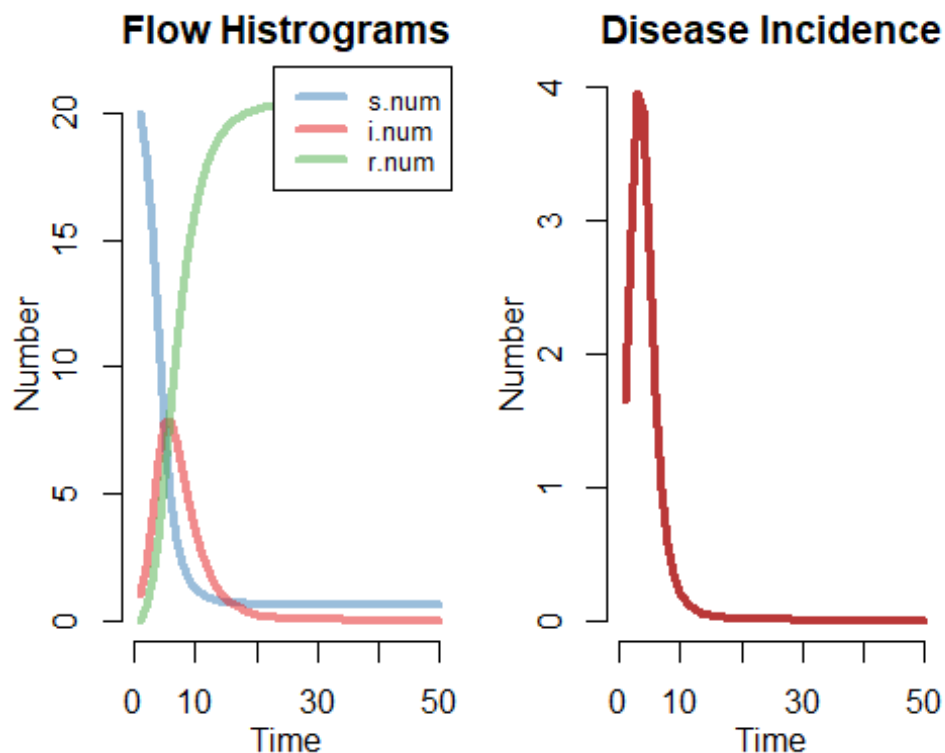 Flow Histrograms
Number
20
15
10
5
0
s.num
i.num
r.num
0 10 30 50
Time
Disease Incidence
Number
4
3
2
1
0
0 10 30 50
Time